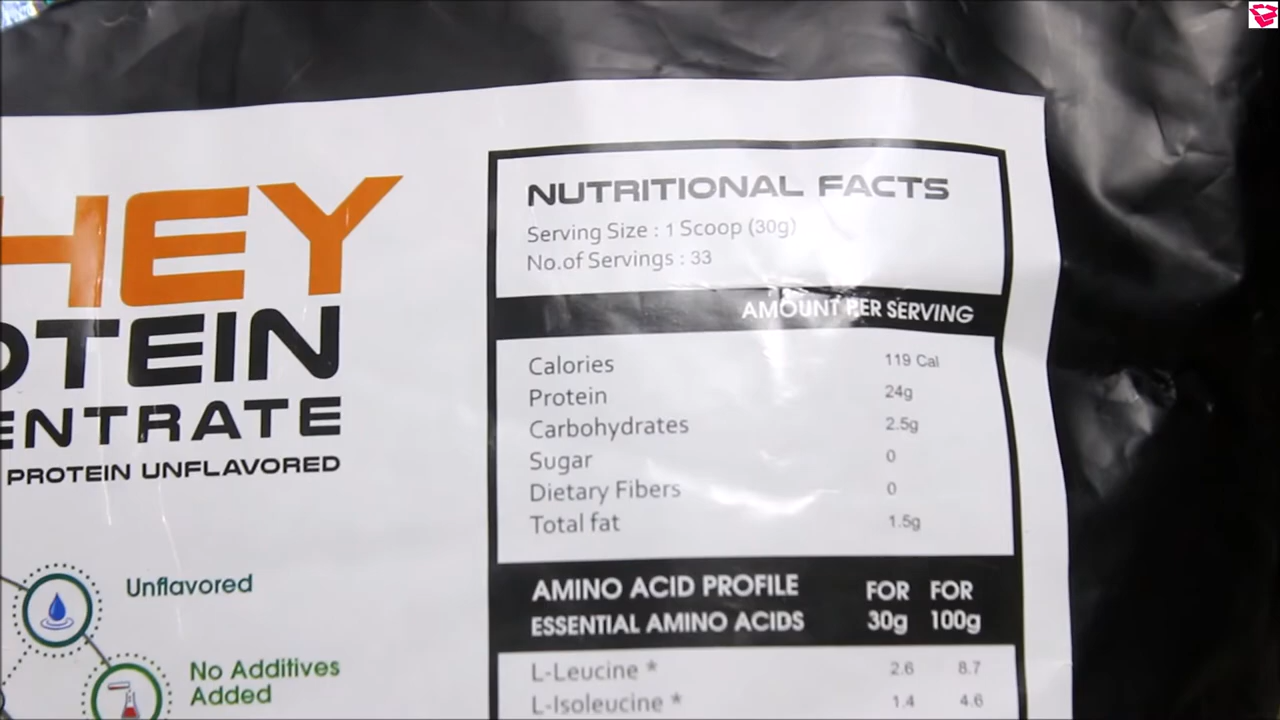 HEY
OTEIN
ENTRATE
PROTEIN UNFLAVORED
Unflavored
No Additives
Added
NUTRITIONAL FACTS
Serving Size : 1 Scoop (30g)
No.of Servings : 33
AMOUNT PER SERVING
Calories 119 Cal
Protein 24g
Carbohydrates 2.5g
Sugar 0
Dietary Fibers 0
Total fat 1.5g
AMINO ACID PROFILE FOR FOR
ESSENTIAL AMINO ACIDS 30g 100g
L-Leucine * 2.6 8.7
L-Isoleucine * 1.4 4.6